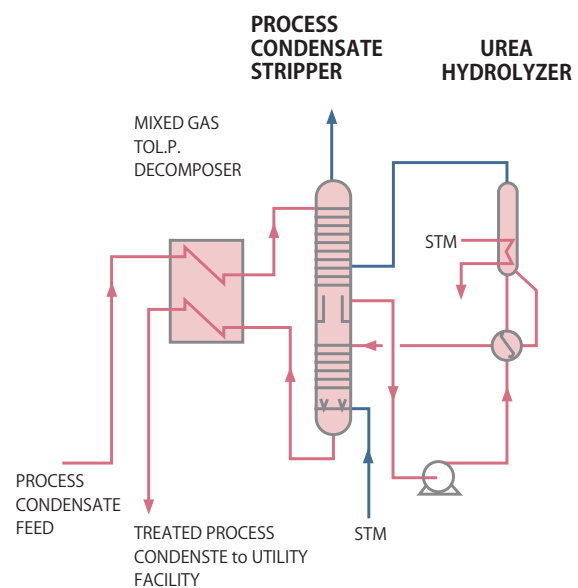 PROCESS
CONDENSATE
STRIPPER
UREA
HYDROLYZER
MIXED GAS
TOL.P.
DECOMPOSER
STM
PROCESS
CONDENSATE
FEED
TREATED PROCESS
CONDENSTE to UTILITY
FACILITY
STM